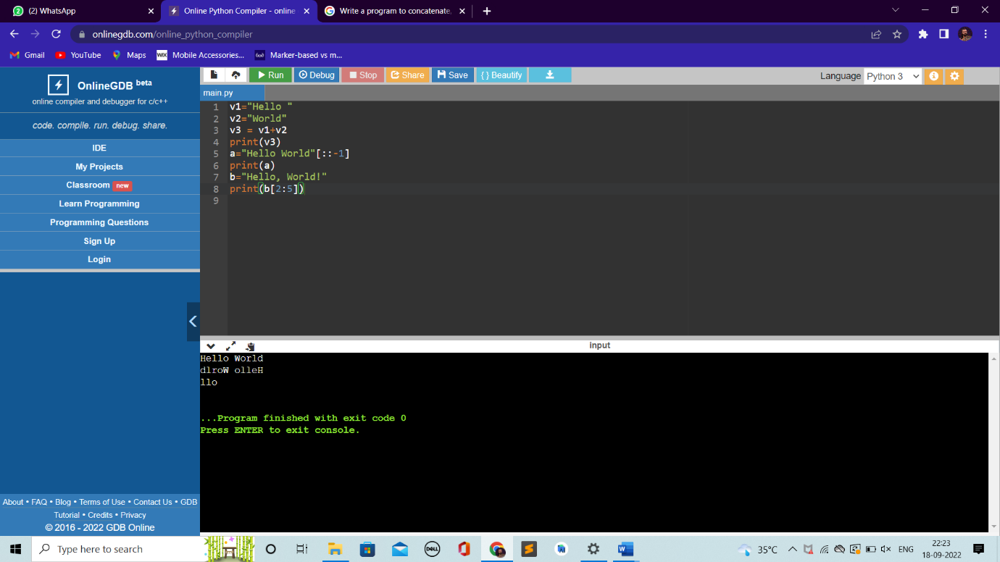 2 (2) WhatsApp
Online Python Compiler - online
G Write a program to concatenate,
onlinegdb.com/online_python_compiler
Gmail YouTube Maps WIX Mobile Accessories... Marker-based vs m...
OnlineGDB beta
online compiler and debugger for c/c++
code. compile. run. debug. share.
IDE
My Projects
Classroom new
Learn Programming
Programming Questions
Sign Up
Login
About • FAQ • Blog • Terms of Use • Contact Us • GDB
Tutorial • Credits • Privacy
© 2016 - 2022 GDB Online
Run Debug Stop Share Save { } Beautify
Language Python 3
main.py
1 v1="Hello "
2 v2="World"
3 v3 = v1+v2
4 print(v3)
5 a="Hello World"[::-1]
6 print(a)
7 b="Hello, World!"
8 print(b[2:5])
9
input
Hello World
dlroW olleH
llo
...Program finished with exit code 0
Press ENTER to exit console.
Type here to search
DELL
35°C
ENG
22:23
18-09-2022